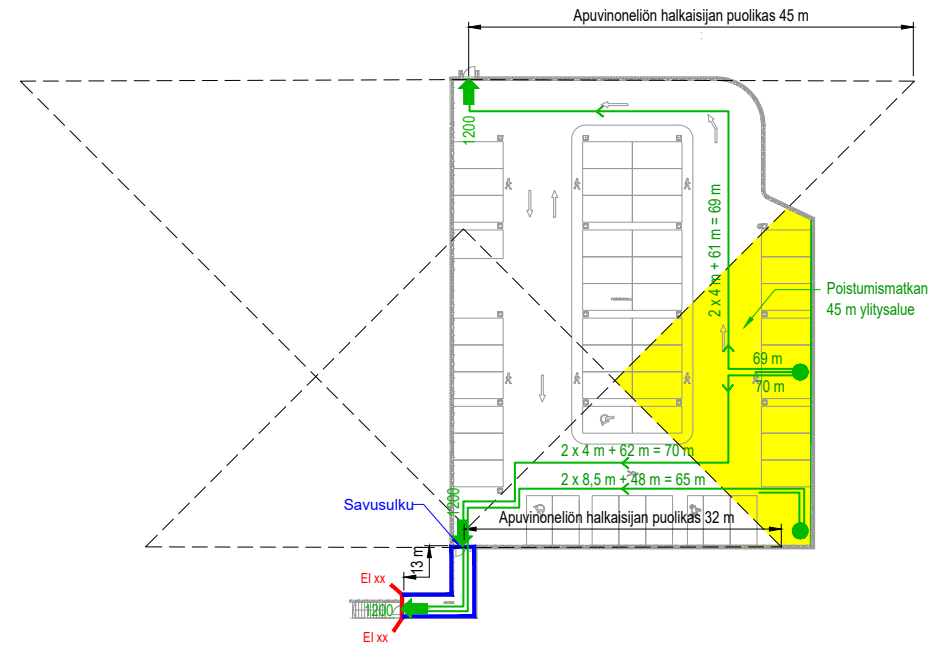 Apuvinoneliön halkaisijan puolikas 45 m
1200
2 x 4 m + 61 m = 69 m
Poistumismatkan
45 m ylitysalue
69 m
70 m
2 x 4 m + 62 m = 70 m
2 x 8,5 m + 48 m = 65 m
1200
Savusulku
Apuvinoneliön halkaisijan puolikas 32 m
13 m
EI xx
1200
EI xx